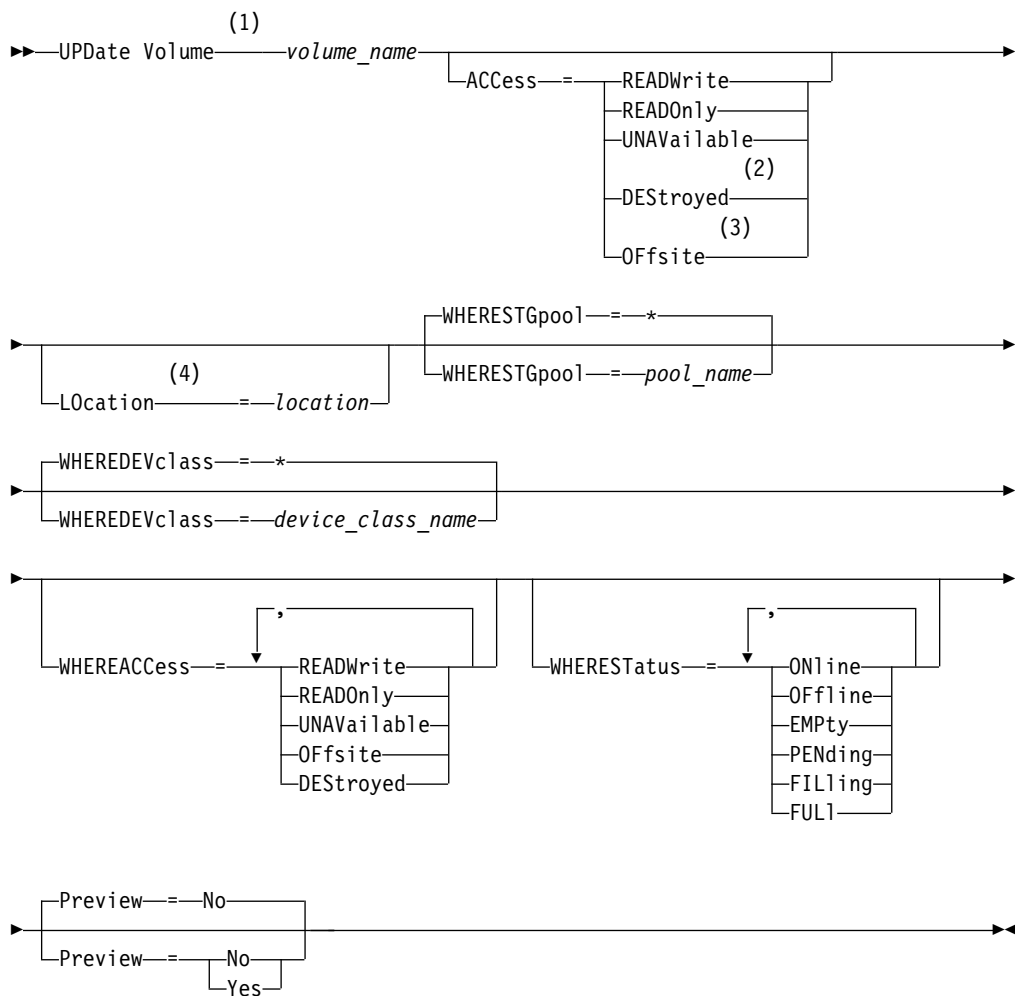 (1)
UPDate Volume volume_name
ACCess = READWrite
READOnly
UNAVailable
(2)
DEStroyed
(3)
OFfsite
WHERESTGpool = *
(4)
WHERESTGpool = pool_name
LOcation = location
WHEREDEVclass = *
WHEREDEVclass = device_class_name
,
WHEREACCess = READWrite
READOnly
UNAVailable
OFfsite
DEStroyed
,
WHERESTatus = ONline
OFfline
EMPty
PENding
FILling
FULl
Preview = No
Preview = No
Yes